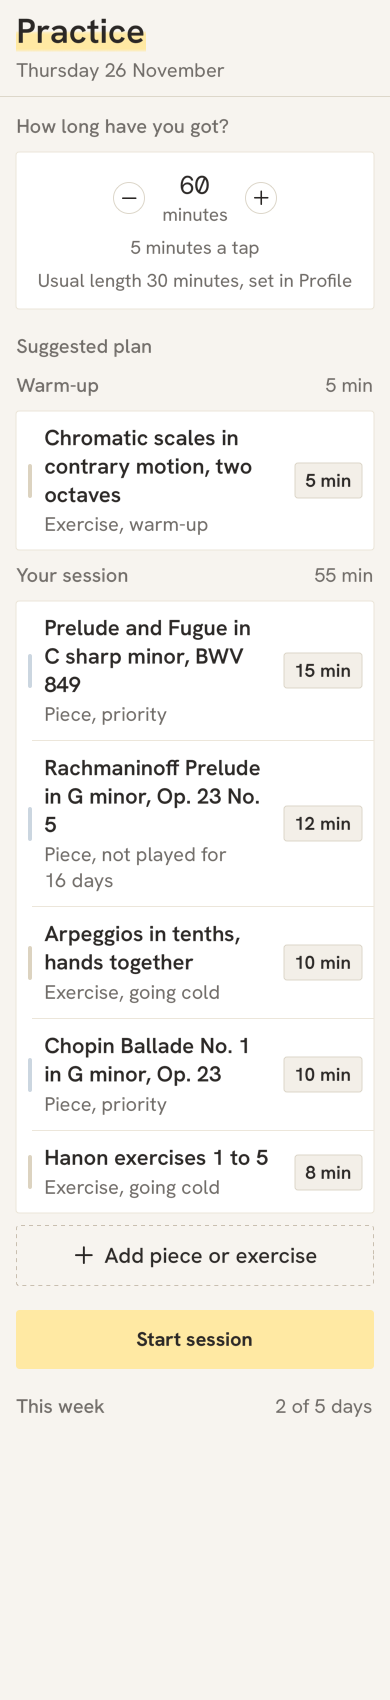 Practice
Thursday 26 November
How long have you got?
60
minutes
5 minutes a tap
Usual length 30 minutes, set in Profile
Suggested plan
Warm-up 5 min
Chromatic scales in
contrary motion, two
octaves
Exercise, warm-up
5 min
Your session 55 min
Prelude and Fugue in
C sharp minor, BWV
849
Piece, priority
15 min
Rachmaninoff Prelude
in G minor, Op. 23 No.
5
Piece, not played for
16 days
12 min
Arpeggios in tenths,
hands together
Exercise, going cold
10 min
Chopin Ballade No. 1
in G minor, Op. 23
Piece, priority
10 min
Hanon exercises 1 to 5
Exercise, going cold
8 min
Add piece or exercise
Start session
This week 2 of 5 days